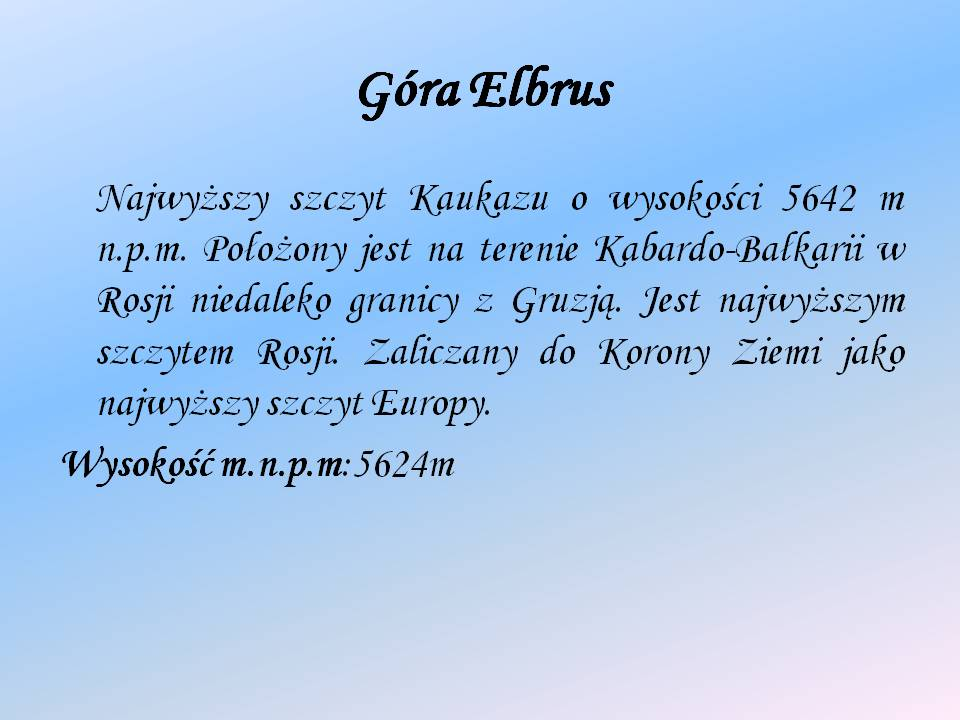 Góra Elbrus
Najwyższy szczyt Kaukazu o wysokości 5642 m
n.p.m. Położony jest na terenie Kabardo-Bałkarii w
Rosji niedaleko granicy z Gruzją. Jest najwyższym
szczytem Rosji. Zaliczany do Korony Ziemi jako
najwyższy szczyt Europy.
Wysokość m.n.p.m:5624m